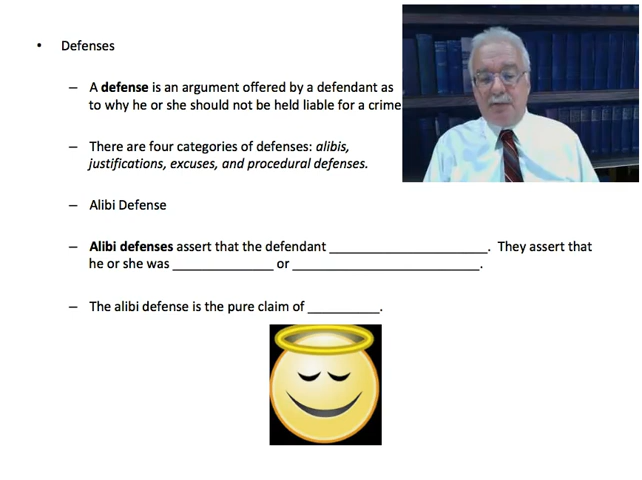 • Defenses
– A defense is an argument offered by a defendant as
to why he or she should not be held liable for a crime
– There are four categories of defenses: alibis,
justifications, excuses, and procedural defenses.
– Alibi Defense
– Alibi defenses assert that the defendant _____________________. They assert that
he or she was _____________ or _________________________.
– The alibi defense is the pure claim of __________.